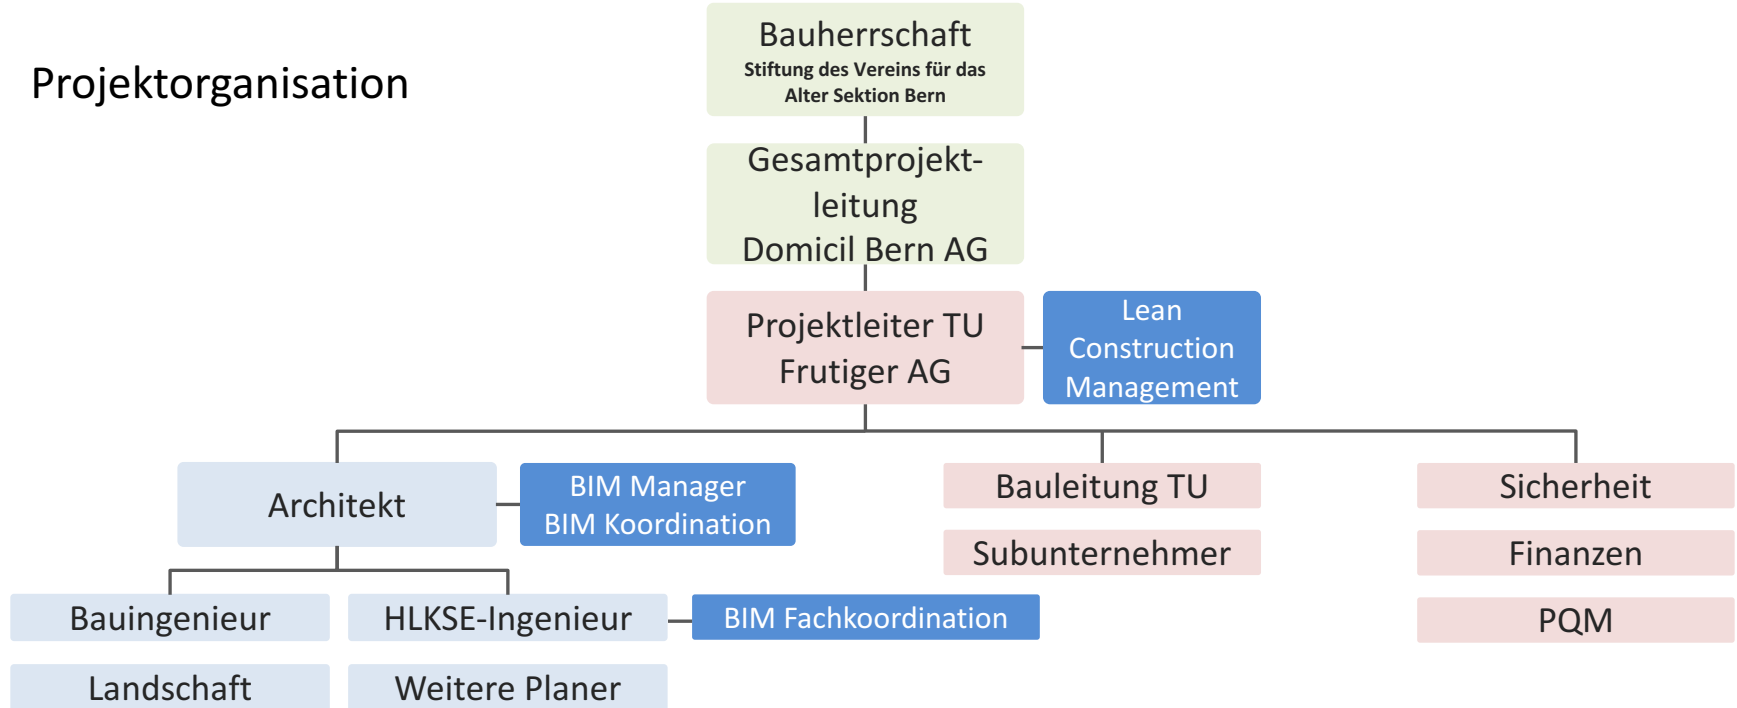 Projektorganisation
Bauherrschaft
Stiftung des Vereins für das
Alter Sektion Bern
Gesamtprojekt-
leitung
Domicil Bern AG
Projektleiter TU
Frutiger AG
Lean
Construction
Management
Architekt
BIM Manager
BIM Koordination
Bauleitung TU
Sicherheit
Subunternehmer
Finanzen
Bauingenieur
HLKSE-Ingenieur
BIM Fachkoordination
PQM
Landschaft
Weitere Planer